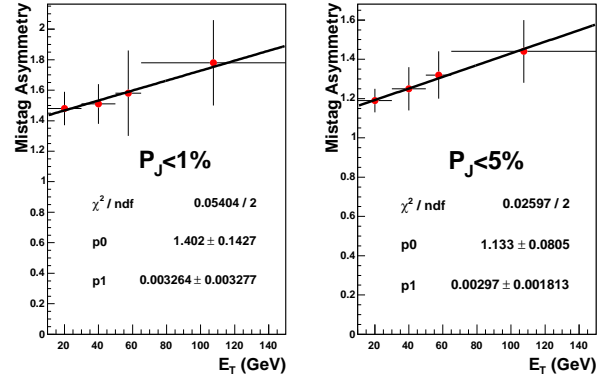 Mistag Asymmetry
2
1.8
1.6
1.4
1.2
1
0.8
0.6
0.4
0.2
0
P_J<1%
χ² / ndf 0.05404 / 2
p0 1.402 ± 0.1427
p1 0.003264 ± 0.003277
20 40 60 80 100 120 140
E_T (GeV)
Mistag Asymmetry
1.6
1.4
1.2
1
0.8
0.6
0.4
0.2
0
P_J<5%
χ² / ndf 0.02597 / 2
p0 1.133 ± 0.0805
p1 0.00297 ± 0.001813
20 40 60 80 100 120 140
E_T (GeV)